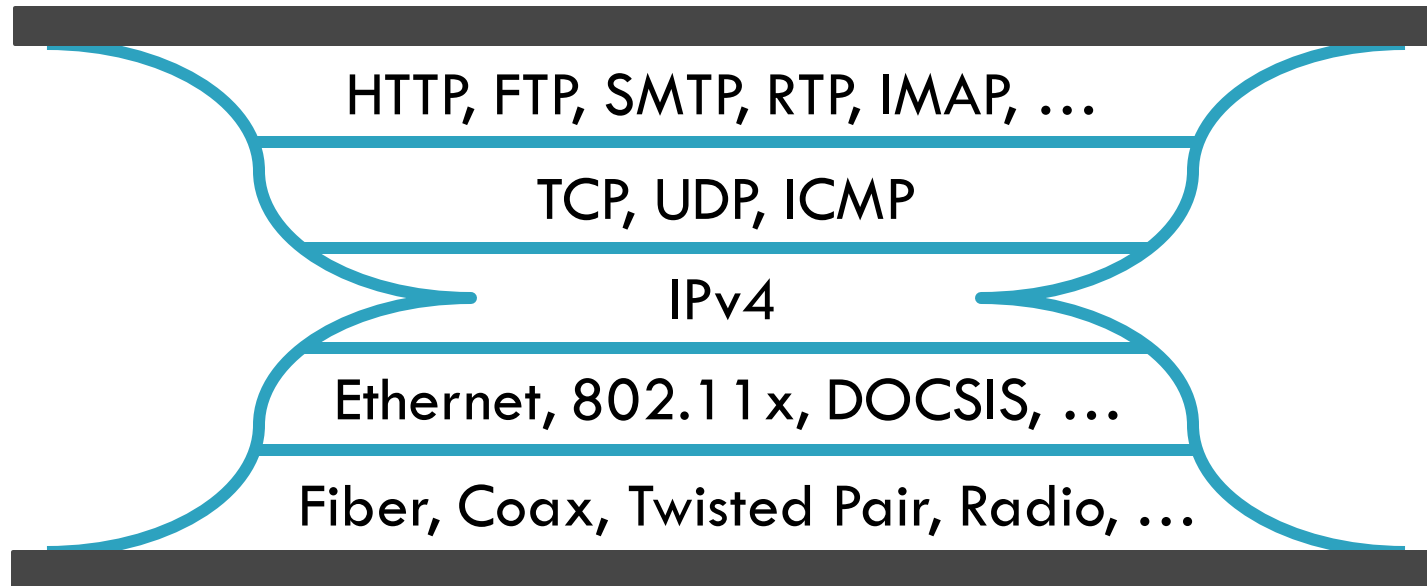 HTTP, FTP, SMTP, RTP, IMAP, …
TCP, UDP, ICMP
IPv4
Ethernet, 802.11x, DOCSIS, …
Fiber, Coax, Twisted Pair, Radio, …